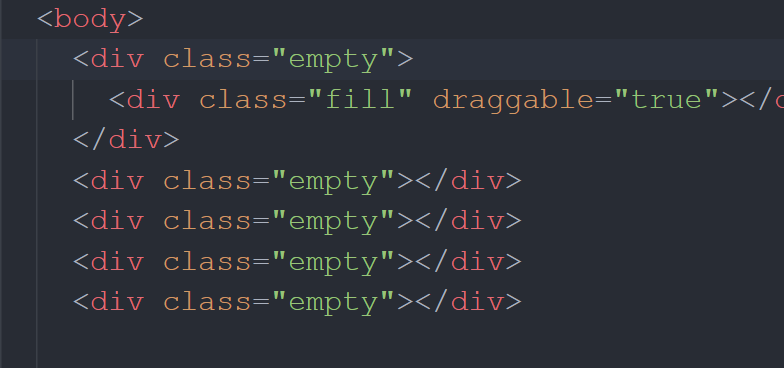 <body>
<div class="empty">
<div class="fill" draggable="true"></
</div>
<div class="empty"></div>
<div class="empty"></div>
<div class="empty"></div>
<div class="empty"></div>